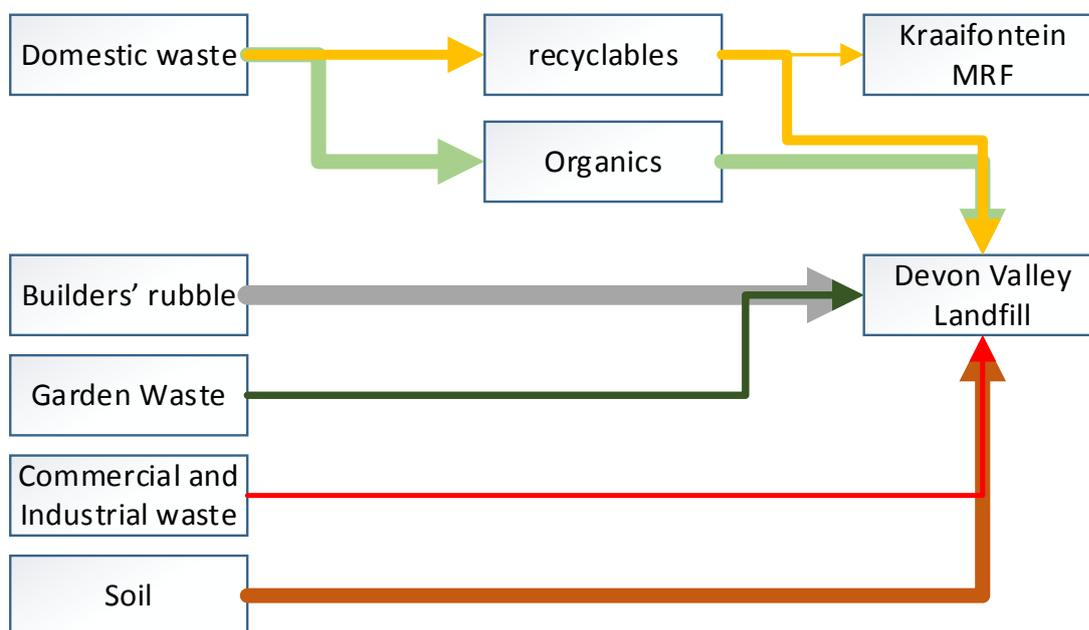 Domestic waste
recyclables
Kraaifontein
MRF
Organics
Builders’ rubble
Devon Valley
Landfill
Garden Waste
Commercial and
Industrial waste
Soil